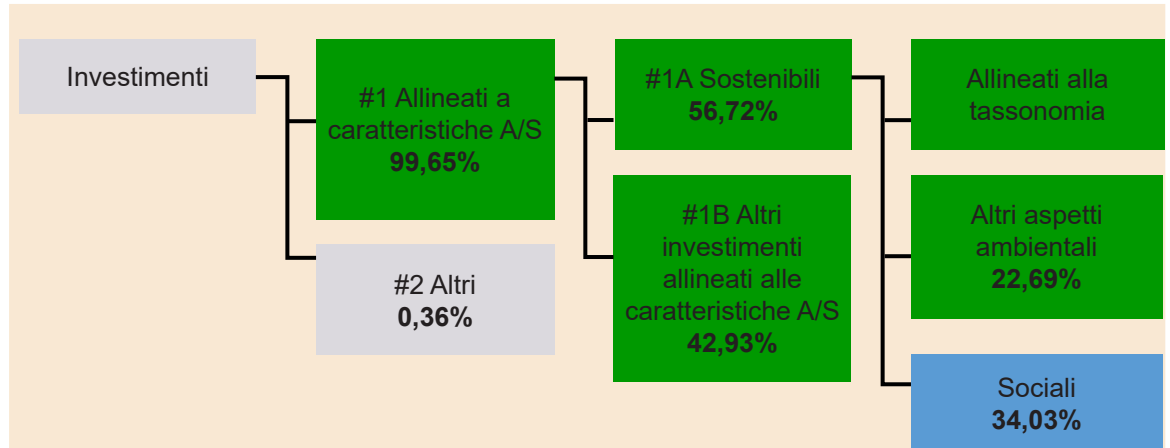 Investimenti
#1 Allineati a
caratteristiche A/S
99,65%
#2 Altri
0,36%
#1A Sostenibili
56,72%
#1B Altri
investimenti
allineati alle
caratteristiche A/S
42,93%
Allineati alla
tassonomia
Altri aspetti
ambientali
22,69%
Sociali
34,03%